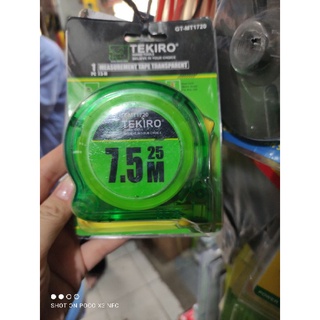 GT-MT1729
TEKIRO®
1 MEASUREMENT TAPE TRANSPARENT
TEKIRO
7.5 25
M
SHOT ON POCO X3 NFC